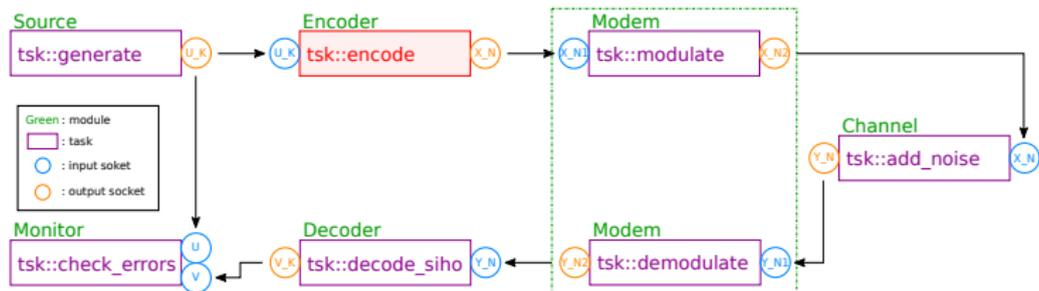 Source
Encoder
Modem
tsk::generate
U_K
U_K
tsk::encode
X_N
X_N1
tsk::modulate
X_N2
Green : module
: task
: input soket
: output socket
Channel
Y_N
tsk::add_noise
X_N
Monitor
Decoder
Modem
tsk::check_errors
U
V
V_K
tsk::decode_siho
Y_N
Y_N2
tsk::demodulate
Y_N1